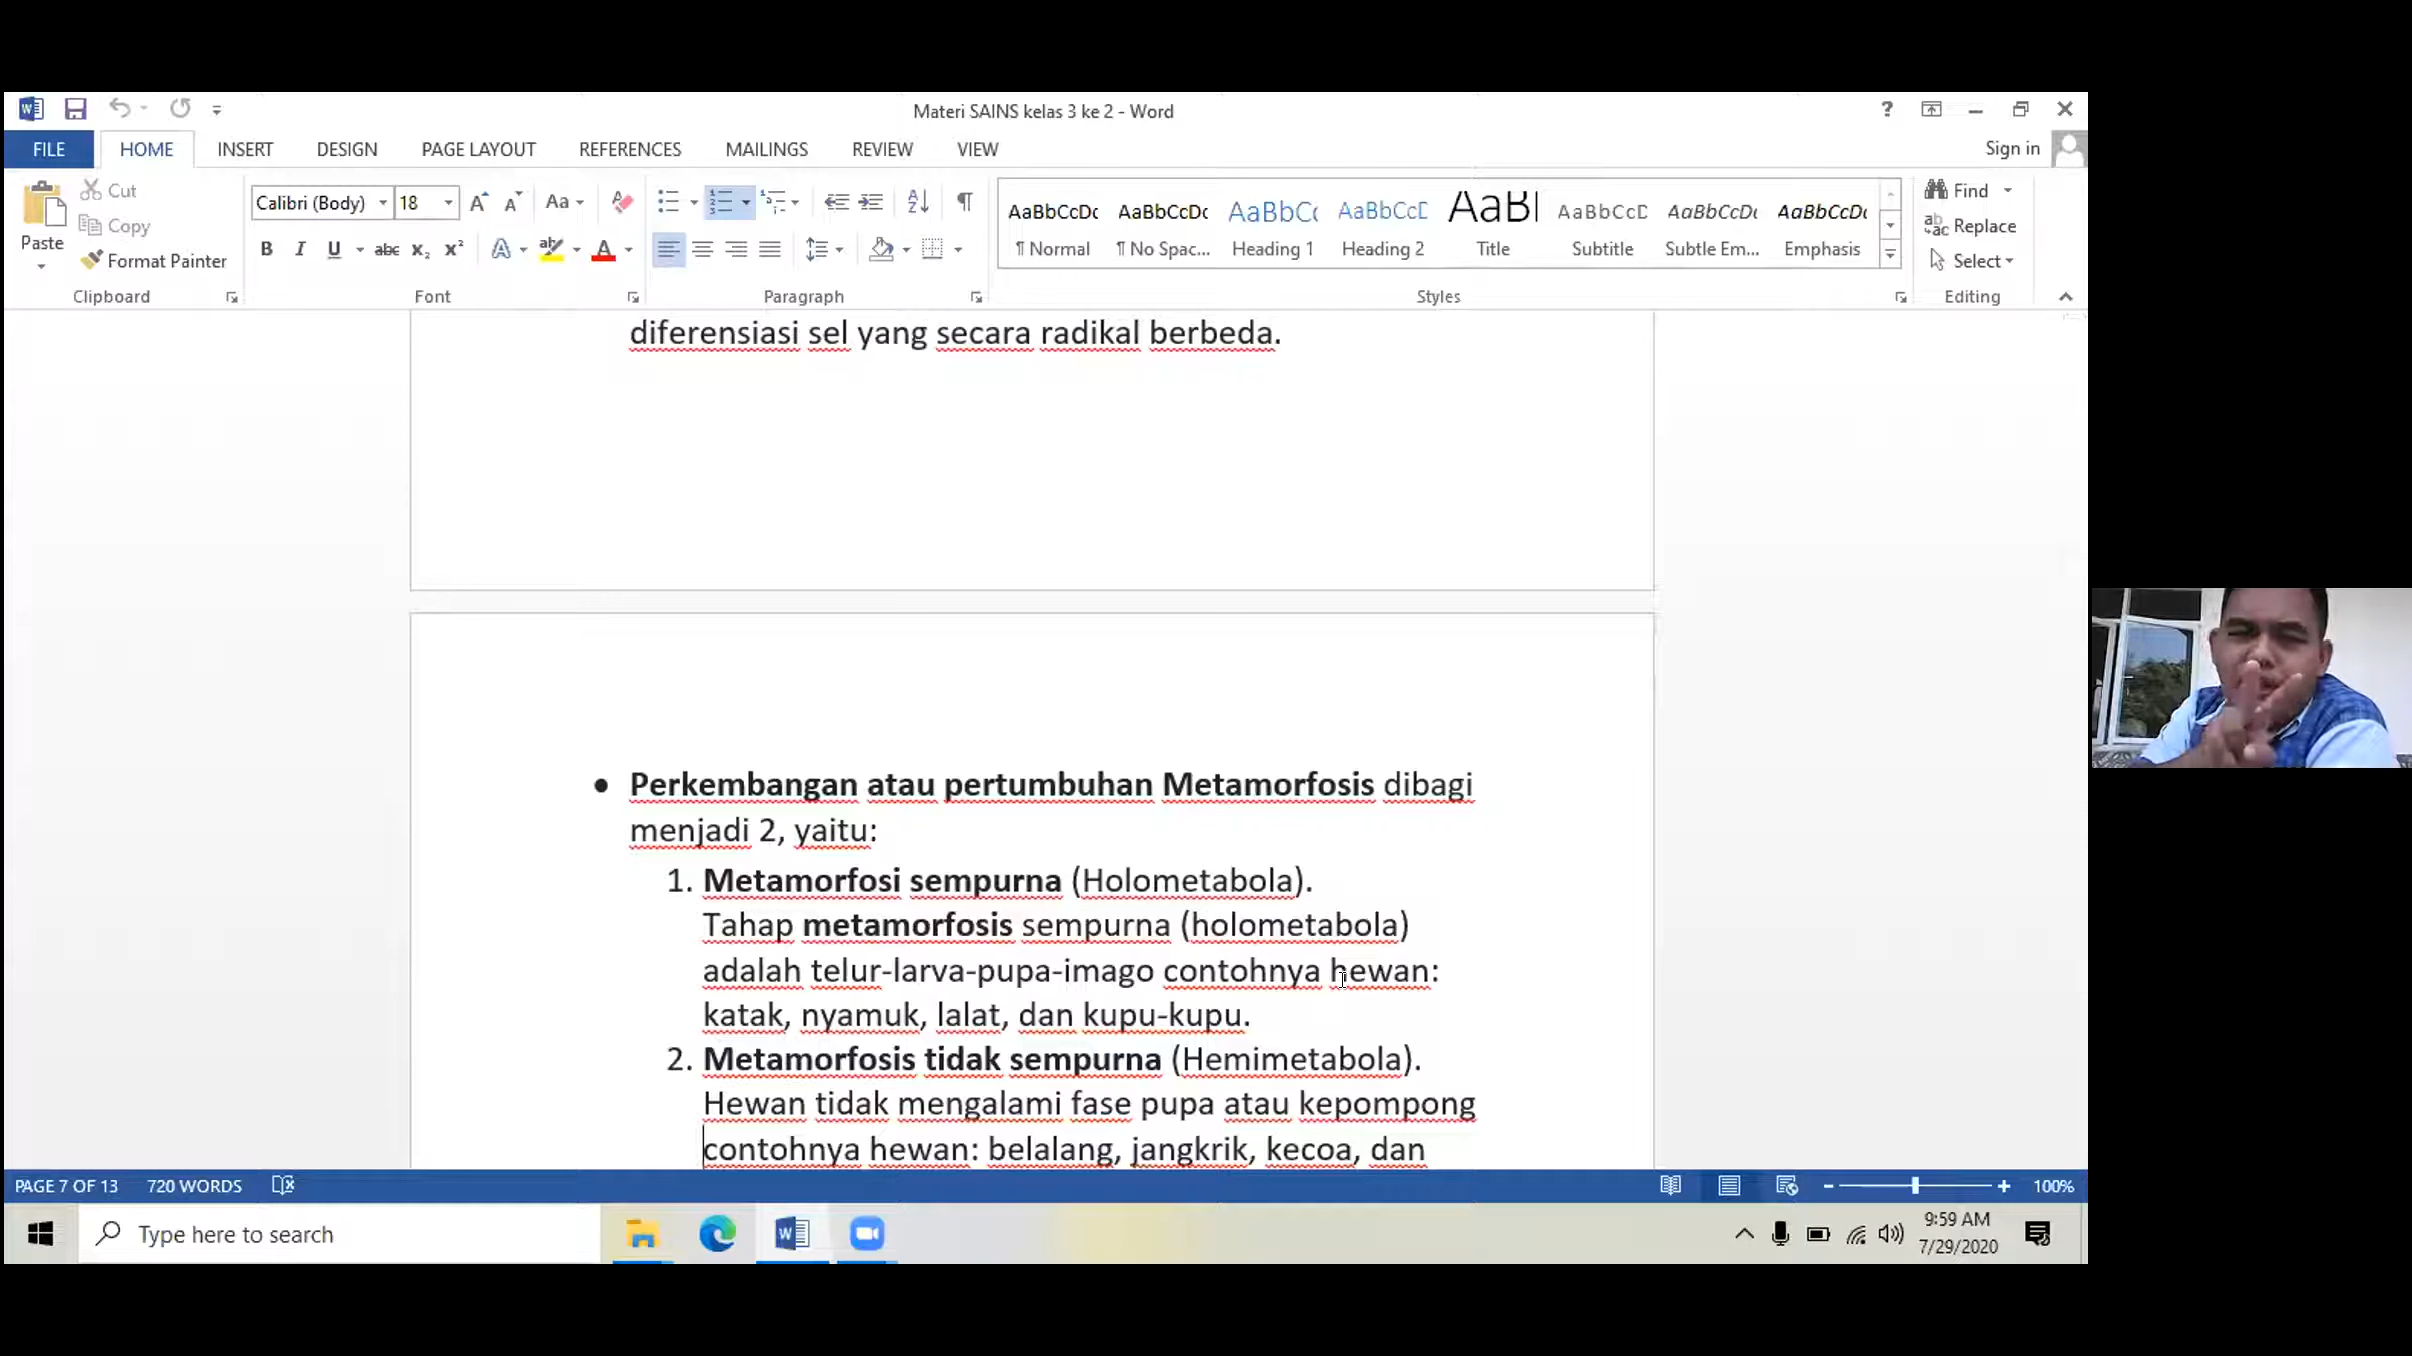 Materi SAINS kelas 3 ke 2 - Word
FILE HOME INSERT DESIGN PAGE LAYOUT REFERENCES MAILINGS REVIEW VIEW Sign in
Paste
Cut
Copy
Format Painter
Clipboard
Calibri (Body) 18
Font
Paragraph
AaBbCcDc AaBbCcDc AaBbCc AaBbCcD AaBl AaBbCcD AaBbCcDc AaBbCcDc
¶ Normal ¶ No Spac... Heading 1 Heading 2 Title Subtitle Subtle Em... Emphasis
Styles
Find
Replace
Select
Editing
diferensiasi sel yang secara radikal berbeda.
• Perkembangan atau pertumbuhan Metamorfosis dibagi
menjadi 2, yaitu:
1. Metamorfosi sempurna (Holometabola).
Tahap metamorfosis sempurna (holometabola)
adalah telur-larva-pupa-imago contohnya hewan:
katak, nyamuk, lalat, dan kupu-kupu.
2. Metamorfosis tidak sempurna (Hemimetabola).
Hewan tidak mengalami fase pupa atau kepompong
contohnya hewan: belalang, jangkrik, kecoa, dan
PAGE 7 OF 13 720 WORDS 100%
Type here to search
9:59 AM
7/29/2020